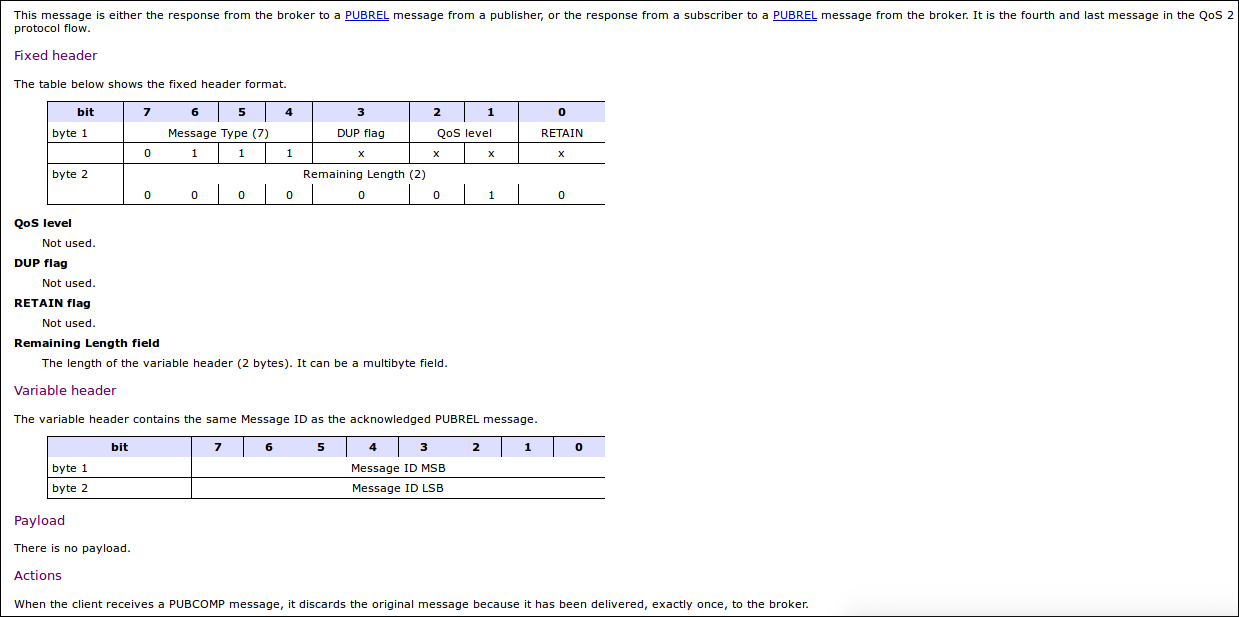 This message is either the response from the broker to a PUBREL message from a publisher, or the response from a subscriber to a PUBREL message from the broker. It is the fourth and last message in the QoS 2
protocol flow.
Fixed header
The table below shows the fixed header format.
bit 7 6 5 4 3 2 1 0
byte 1 Message Type (7) DUP flag QoS level RETAIN
0 1 1 1 x x x x
byte 2 Remaining Length (2)
0 0 0 0 0 0 1 0
QoS level
Not used.
DUP flag
Not used.
RETAIN flag
Not used.
Remaining Length field
The length of the variable header (2 bytes). It can be a multibyte field.
Variable header
The variable header contains the same Message ID as the acknowledged PUBREL message.
bit 7 6 5 4 3 2 1 0
byte 1 Message ID MSB
byte 2 Message ID LSB
Payload
There is no payload.
Actions
When the client receives a PUBCOMP message, it discards the original message because it has been delivered, exactly once, to the broker.